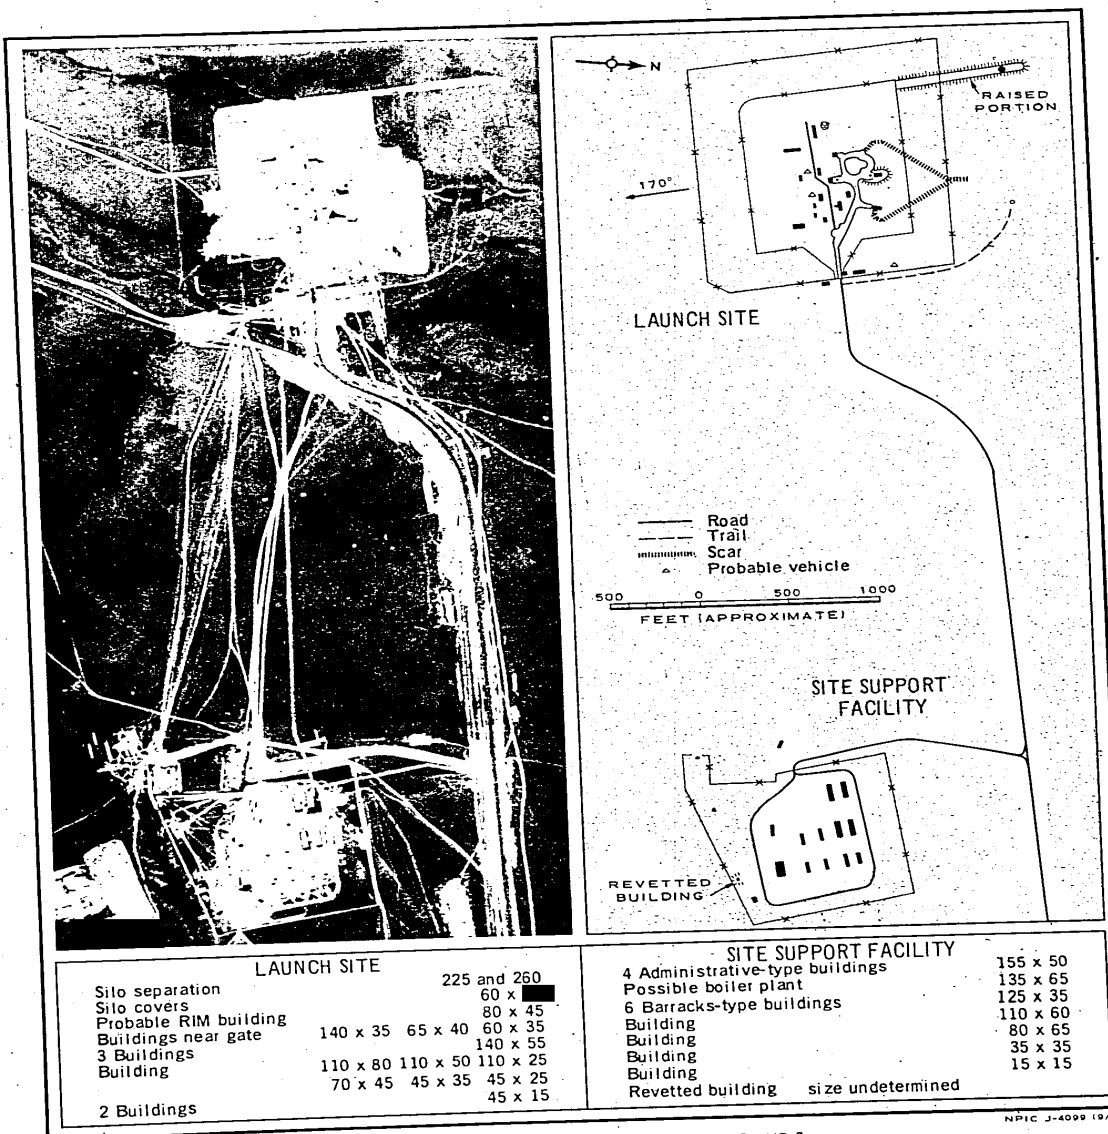 N
RAISED
PORTION
170°
LAUNCH SITE
Road
Trail
Scar
Probable vehicle
500 0 500 1000
FEET (APPROXIMATE)
SITE SUPPORT
FACILITY
REVETTED
BUILDING
LAUNCH SITE
Silo separation 225 and 260
Silo covers 60 x
Probable RIM building 80 x 45
Buildings near gate 140 x 35 65 x 40 60 x 35
3 Buildings 140 x 55
Building 110 x 80 110 x 50 110 x 25
70 x 45 45 x 35 45 x 25
2 Buildings 45 x 15
SITE SUPPORT FACILITY
4 Administrative-type buildings 155 x 50
Possible boiler plant 135 x 65
6 Barracks-type buildings 125 x 35
Building 110 x 60
Building 80 x 65
Building 35 x 35
Building 15 x 15
Revetted building size undetermined
NPIC J-4099 (9/